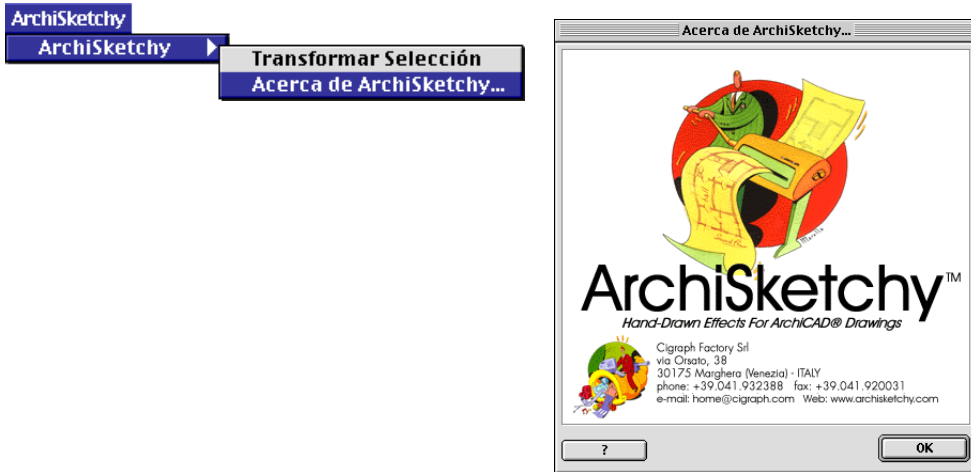 ArchiSketchy
ArchiSketchy
Transformar Selección
Acerca de ArchiSketchy...
Acerca de ArchiSketchy...
ArchiSketchy™
Hand-Drawn Effects For ArchiCAD® Drawings
Cigraph Factory Srl
via Orsato, 38
30175 Marghera (Venezia) - ITALY
phone: +39.041.932388 fax: +39.041.920031
e-mail: home@cigraph.com Web: www.archisketchy.com
?
OK